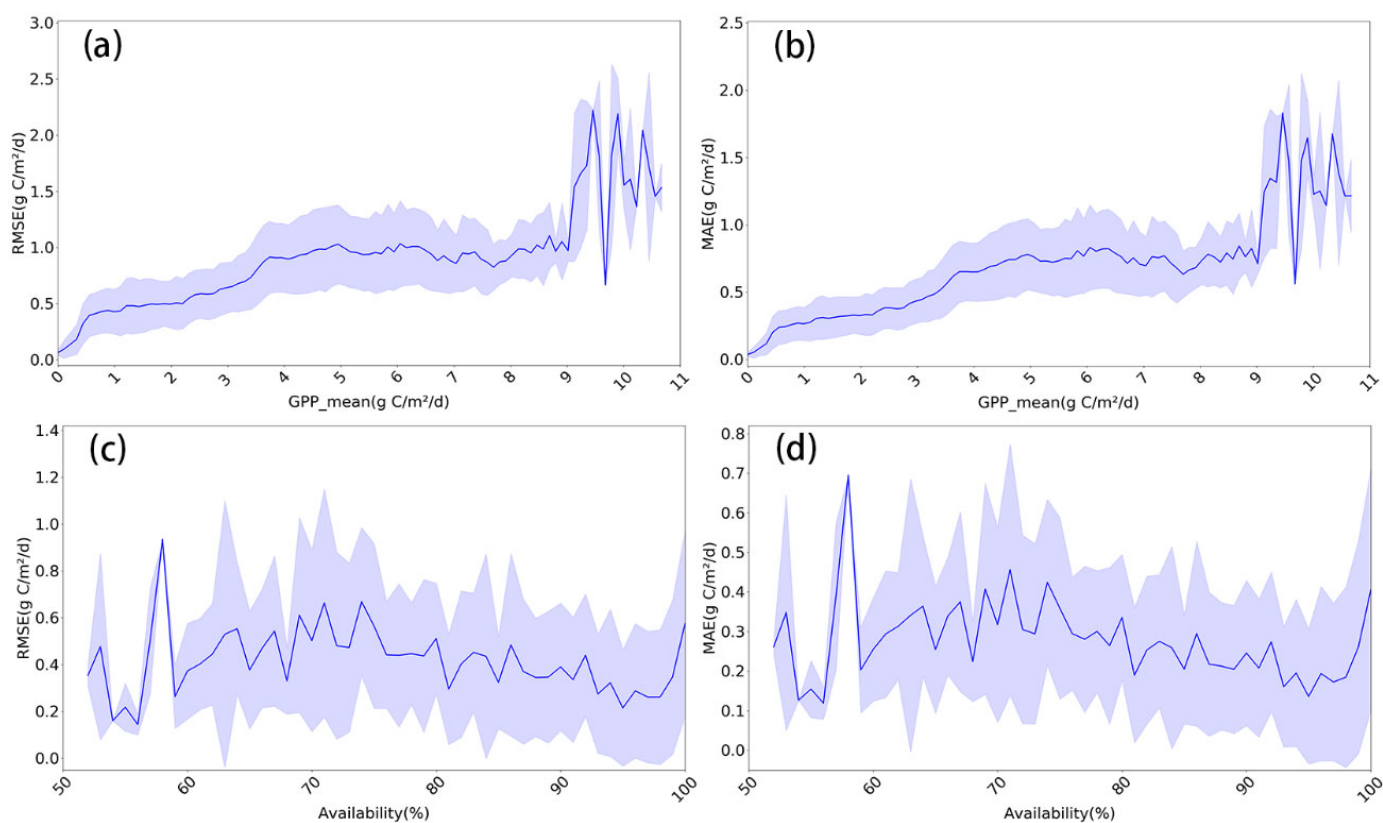 (a)
RMSE(g C/m²/d)
3.0
2.5
2.0
1.5
1.0
0.5
0.0
0 1 2 3 4 5 6 7 8 9 10 11
GPP_mean(g C/m²/d)
(b)
MAE(g C/m²/d)
2.5
2.0
1.5
1.0
0.5
0.0
0 1 2 3 4 5 6 7 8 9 10 11
GPP_mean(g C/m²/d)
(c)
RMSE(g C/m²/d)
1.4
1.2
1.0
0.8
0.6
0.4
0.2
0.0
50 60 70 80 90 100
Availability(%)
(d)
MAE(g C/m²/d)
0.8
0.7
0.6
0.5
0.4
0.3
0.2
0.1
0.0
50 60 70 80 90 100
Availability(%)